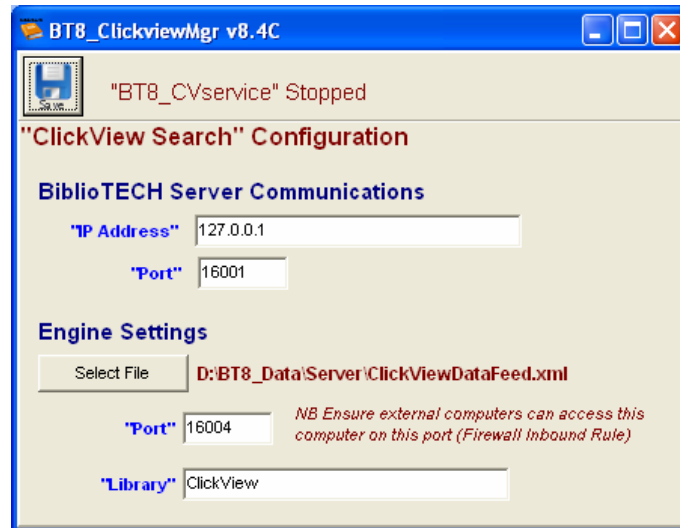 BT8_ClickviewMgr v8.4C
Save
"BT8_CVservice" Stopped
"ClickView Search" Configuration
BiblioTECH Server Communications
"IP Address" 127.0.0.1
"Port" 16001
Engine Settings
Select File D:\BT8_Data\Server\ClickViewDataFeed.xml
"Port" 16004
NB Ensure external computers can access this
computer on this port (Firewall Inbound Rule)
"Library" ClickView